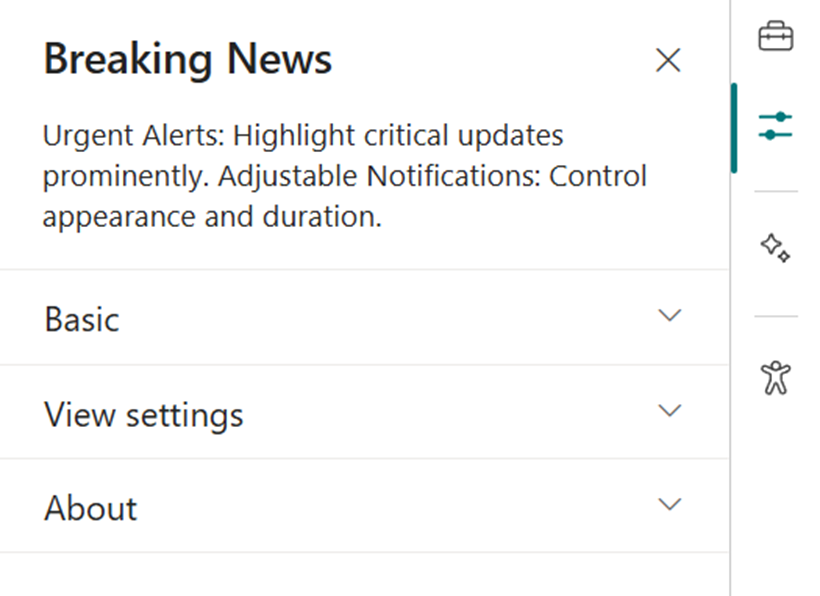 Breaking News
Urgent Alerts: Highlight critical updates
prominently. Adjustable Notifications: Control
appearance and duration.
Basic
View settings
About